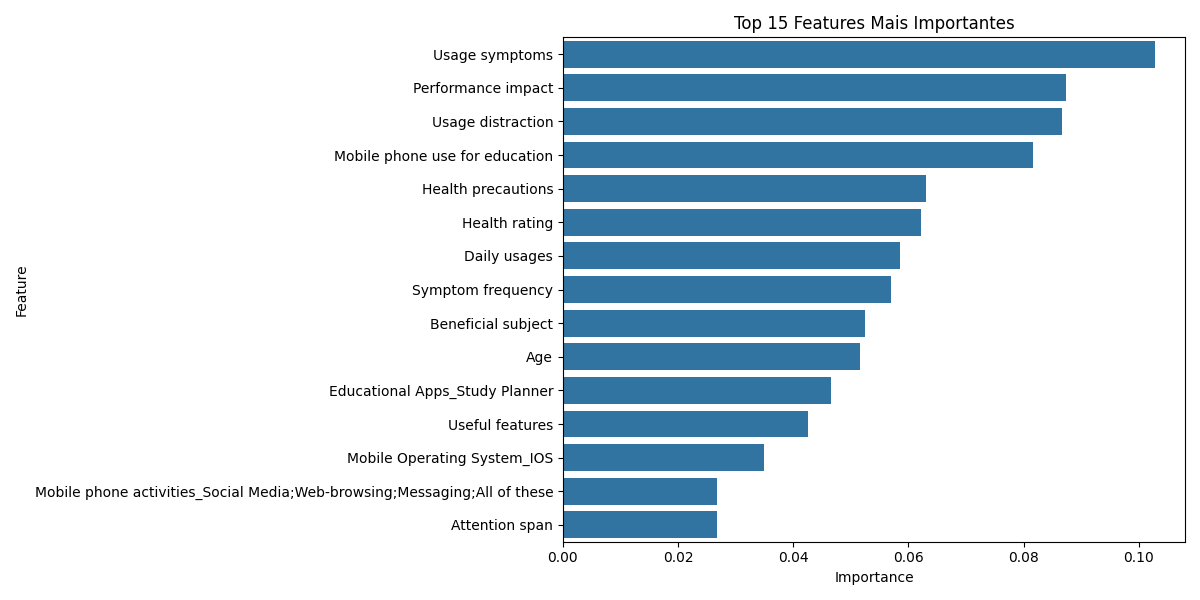 Top 15 Features Mais Importantes
Usage symptoms
Performance impact
Usage distraction
Mobile phone use for education
Health precautions
Health rating
Daily usages
Symptom frequency
Beneficial subject
Age
Educational Apps_Study Planner
Useful features
Mobile Operating System_IOS
Mobile phone activities_Social Media;Web-browsing;Messaging;All of these
Attention span
Feature
0.00 0.02 0.04 0.06 0.08 0.10
Importance